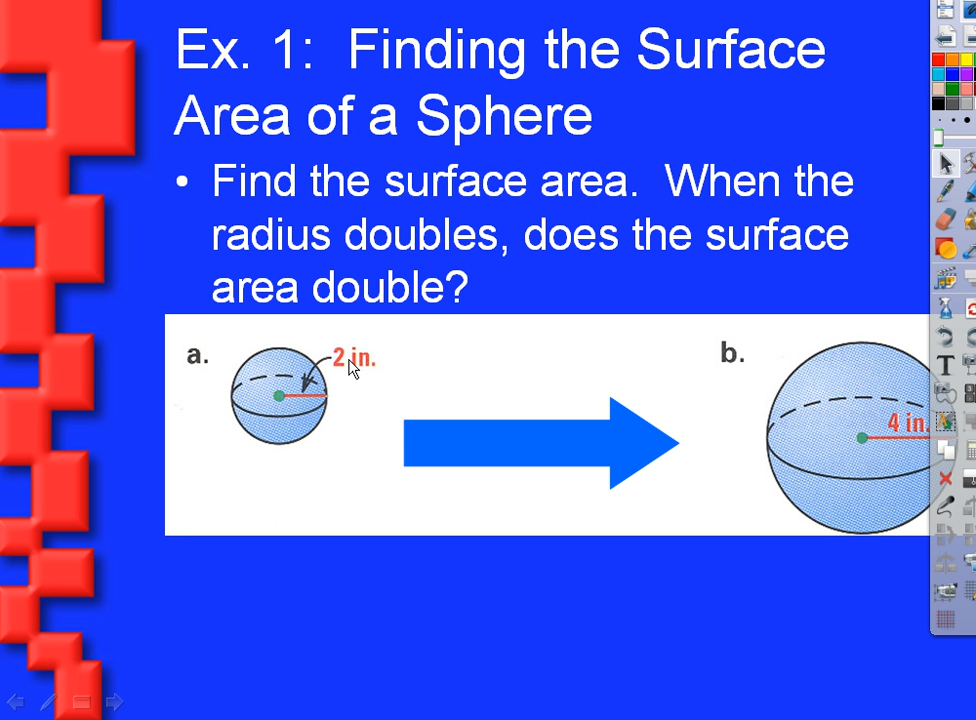 Ex. 1:  Finding the Surface
Area of a Sphere
• Find the surface area.  When the
radius doubles, does the surface
area double?
a.
2 in.
b.
4 in.
T